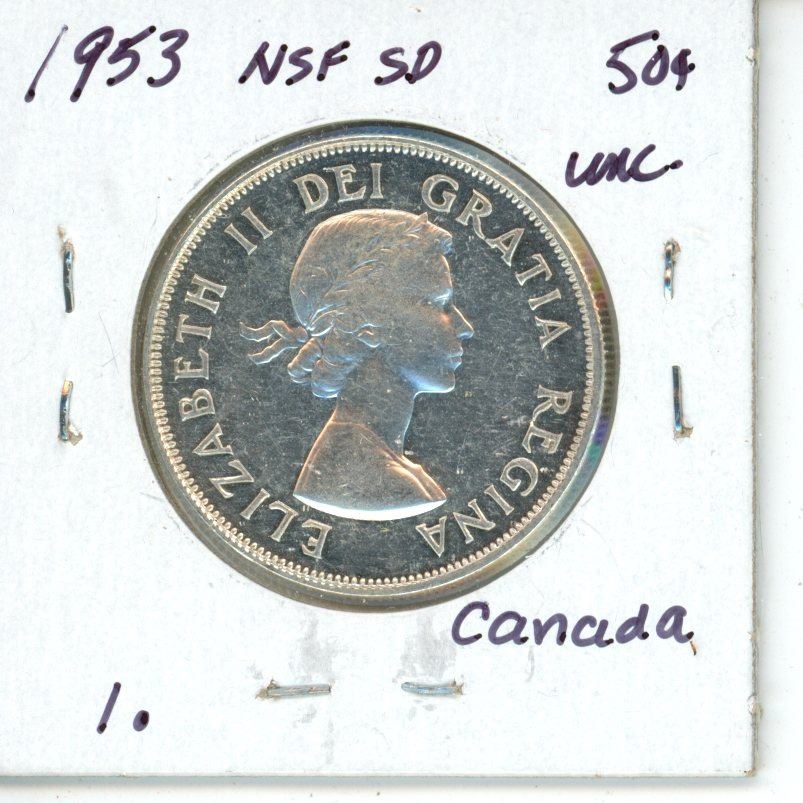 1953 NSF SD 50¢
UNC.
ELIZABETH II DEI GRATIA REGINA
Canada
1.